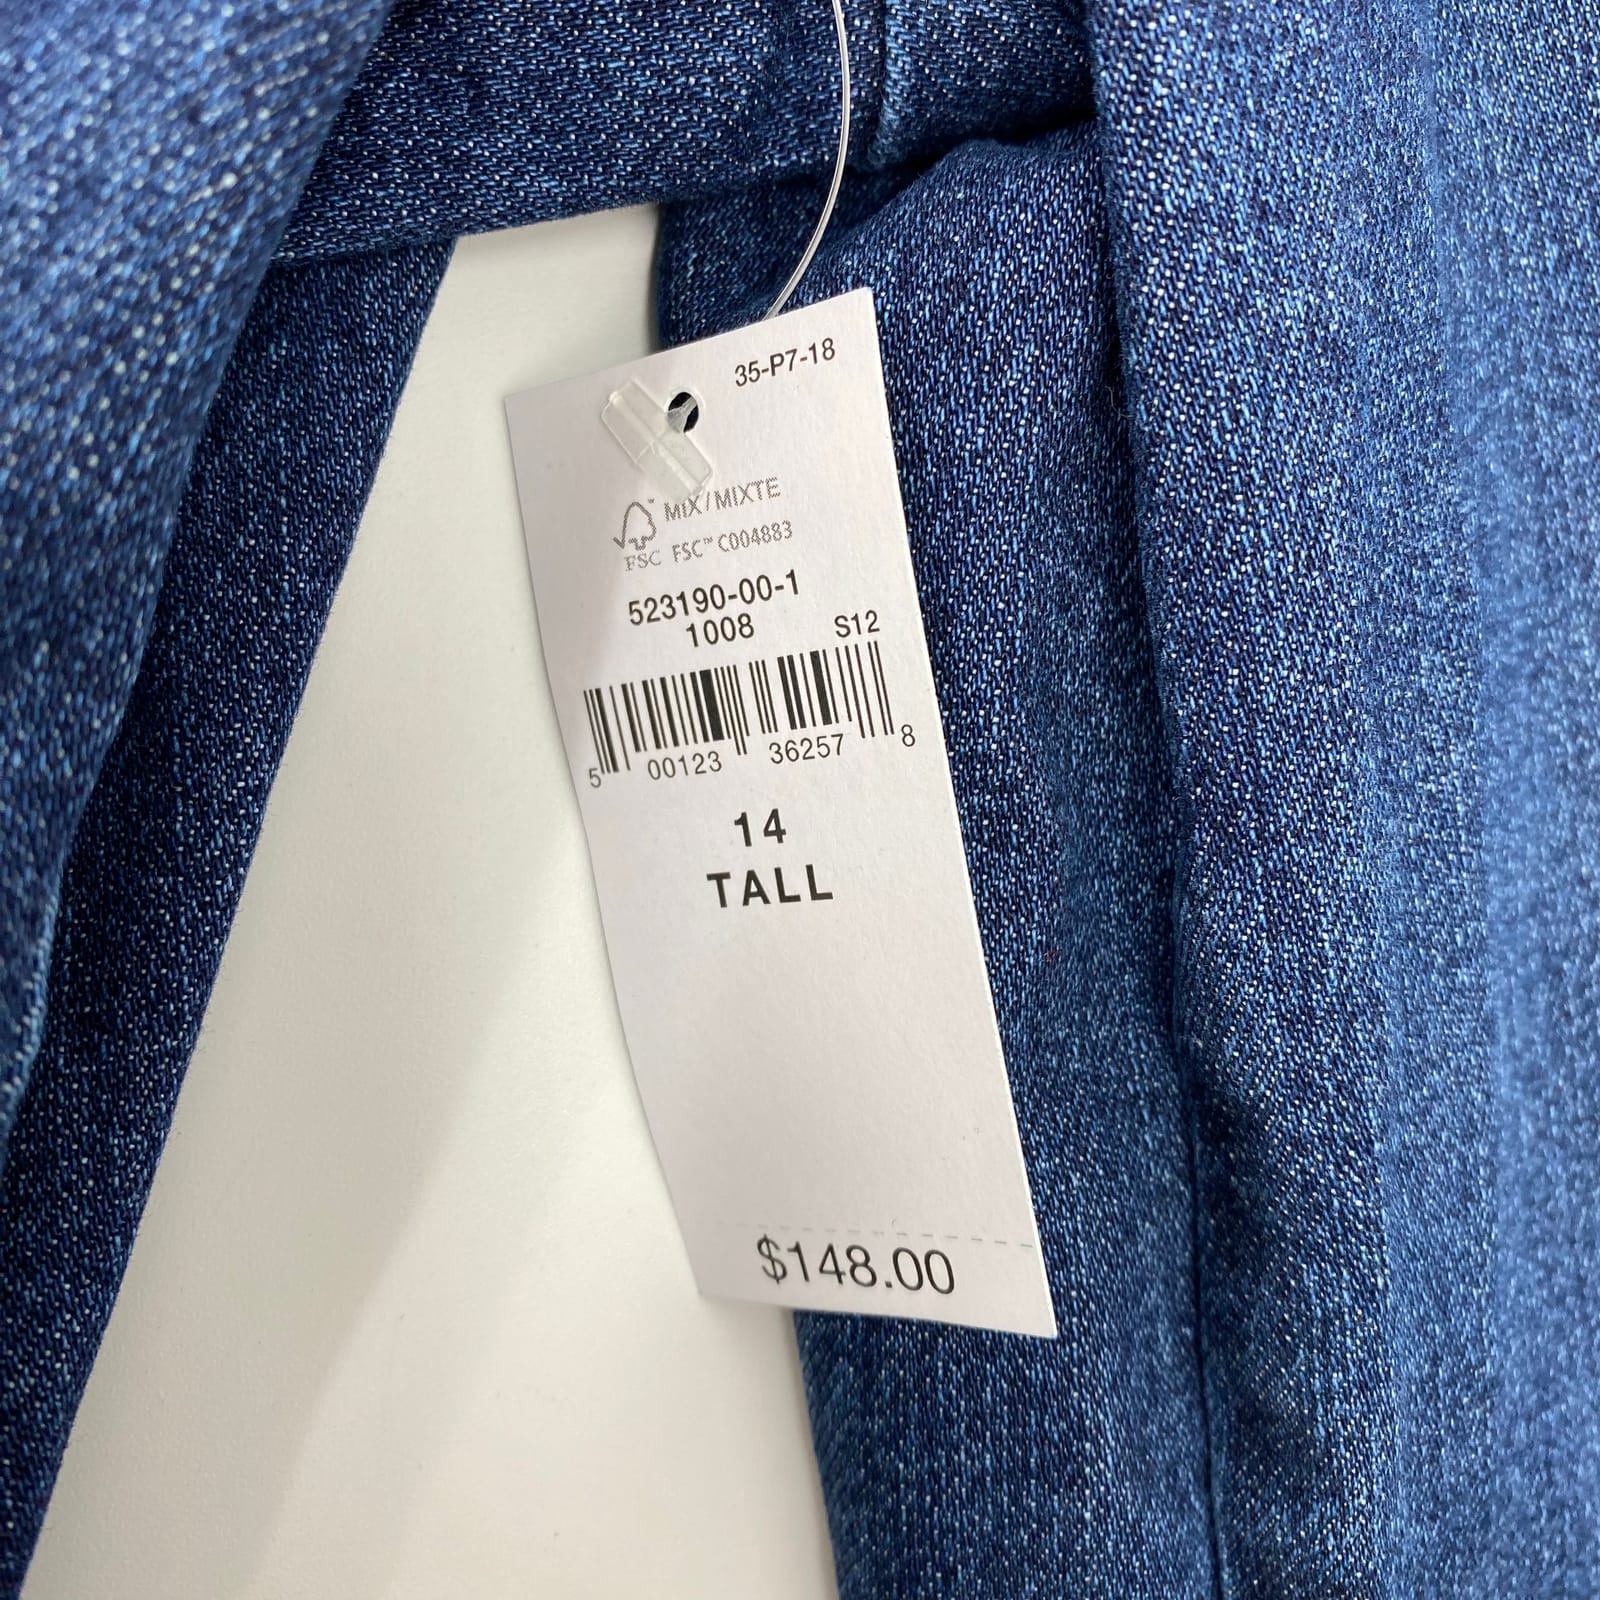 35-P7-18
MIX/MIXTE
FSC FSC™ C004883
523190-00-1
1008
S12
5 00123 36257 8
14
TALL
$148.00